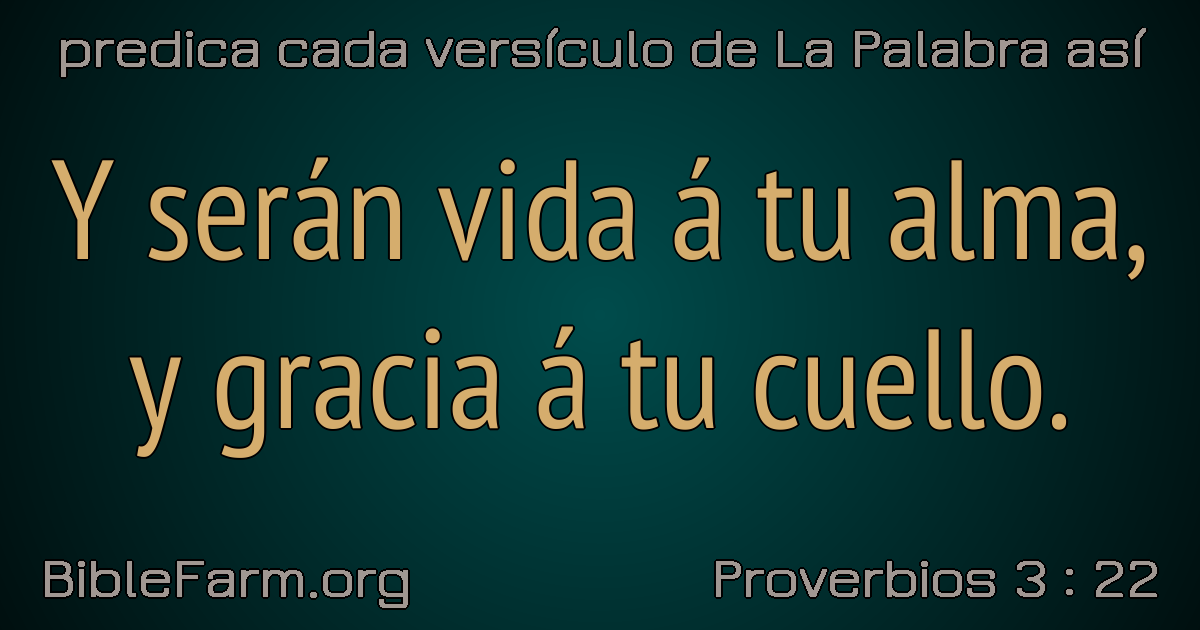 predica cada versículo de La Palabra así
Y serán vida á tu alma,
y gracia á tu cuello.
BibleFarm.org
Proverbios 3 : 22